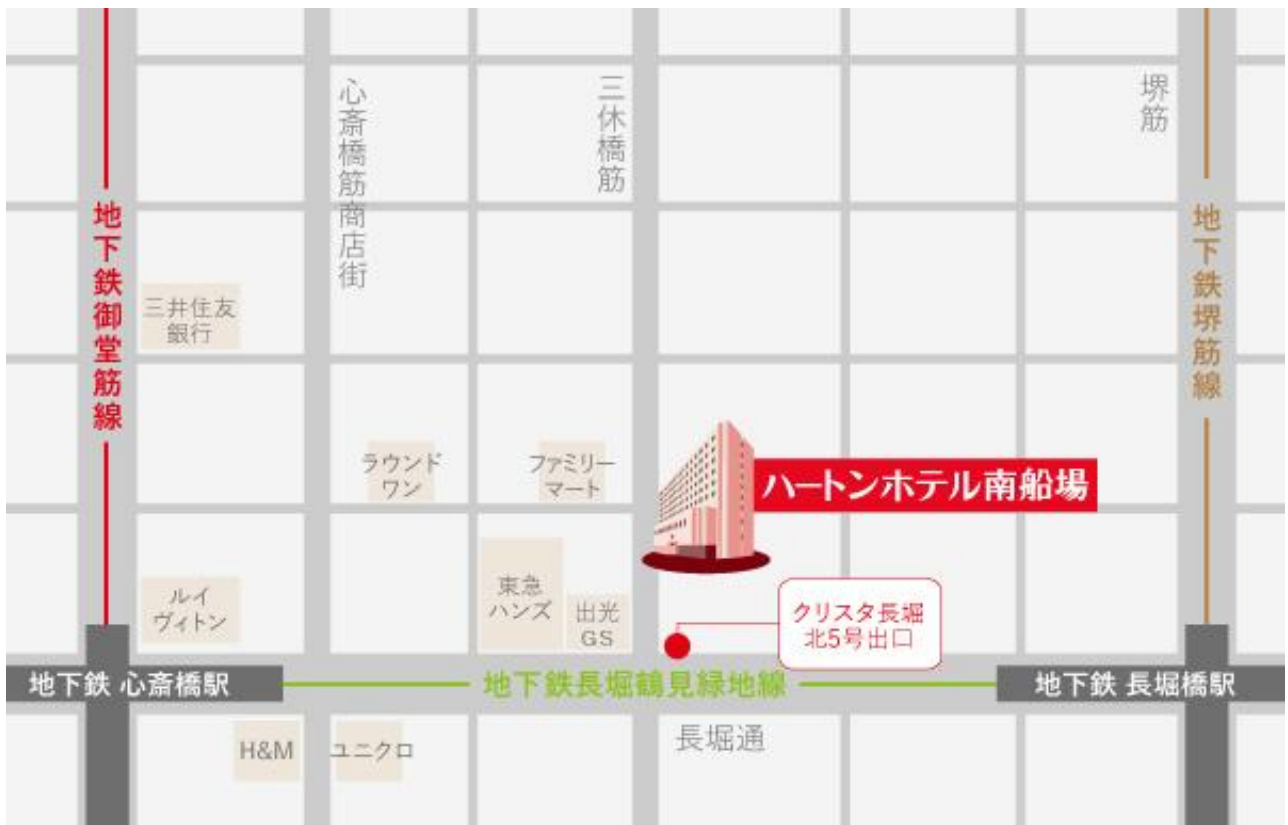 心斎橋筋商店街
三休橋筋
堺筋
地下鉄御堂筋線
地下鉄堺筋線
三井住友
銀行
ラウンド
ワン
ファミリー
マート
ハートンホテル南船場
ルイ
ヴィトン
東急
ハンズ
出光
GS
クリスタ長堀
北5号出口
地下鉄 心斎橋駅
地下鉄長堀鶴見緑地線
地下鉄 長堀橋駅
H&M
ユニクロ
長堀通